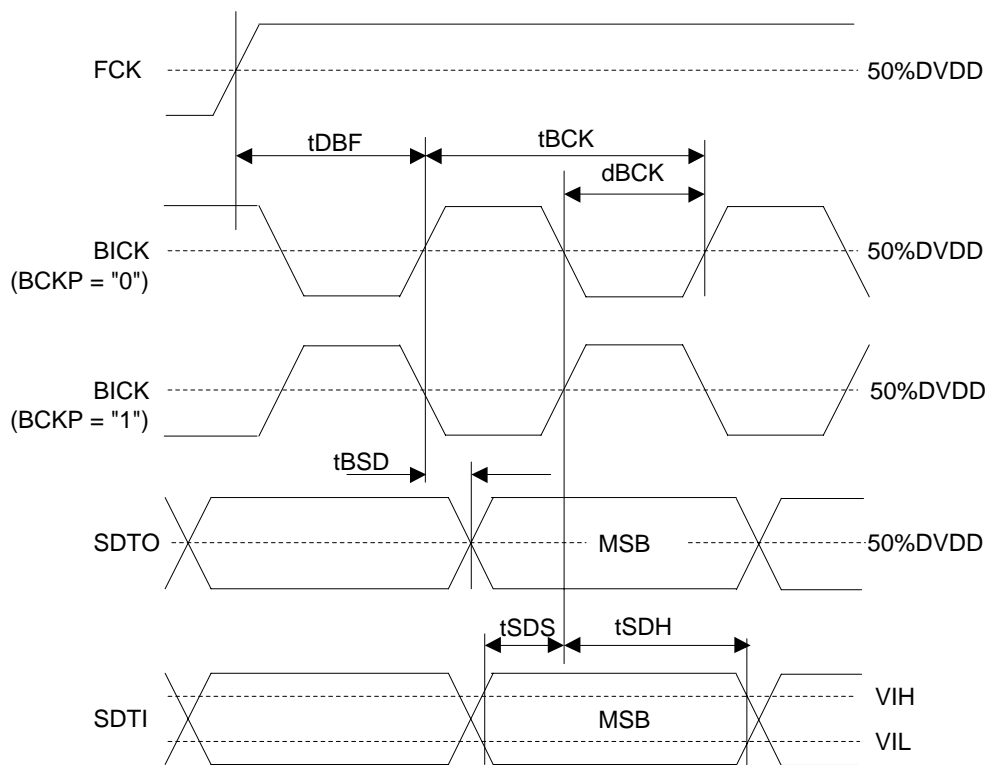 FCK
50%DVDD
tDBF
tBCK
dBCK
BICK
(BCKP = "0")
50%DVDD
BICK
(BCKP = "1")
50%DVDD
tBSD
SDTO
MSB
50%DVDD
tSDS
tSDH
SDTI
MSB
VIH
VIL